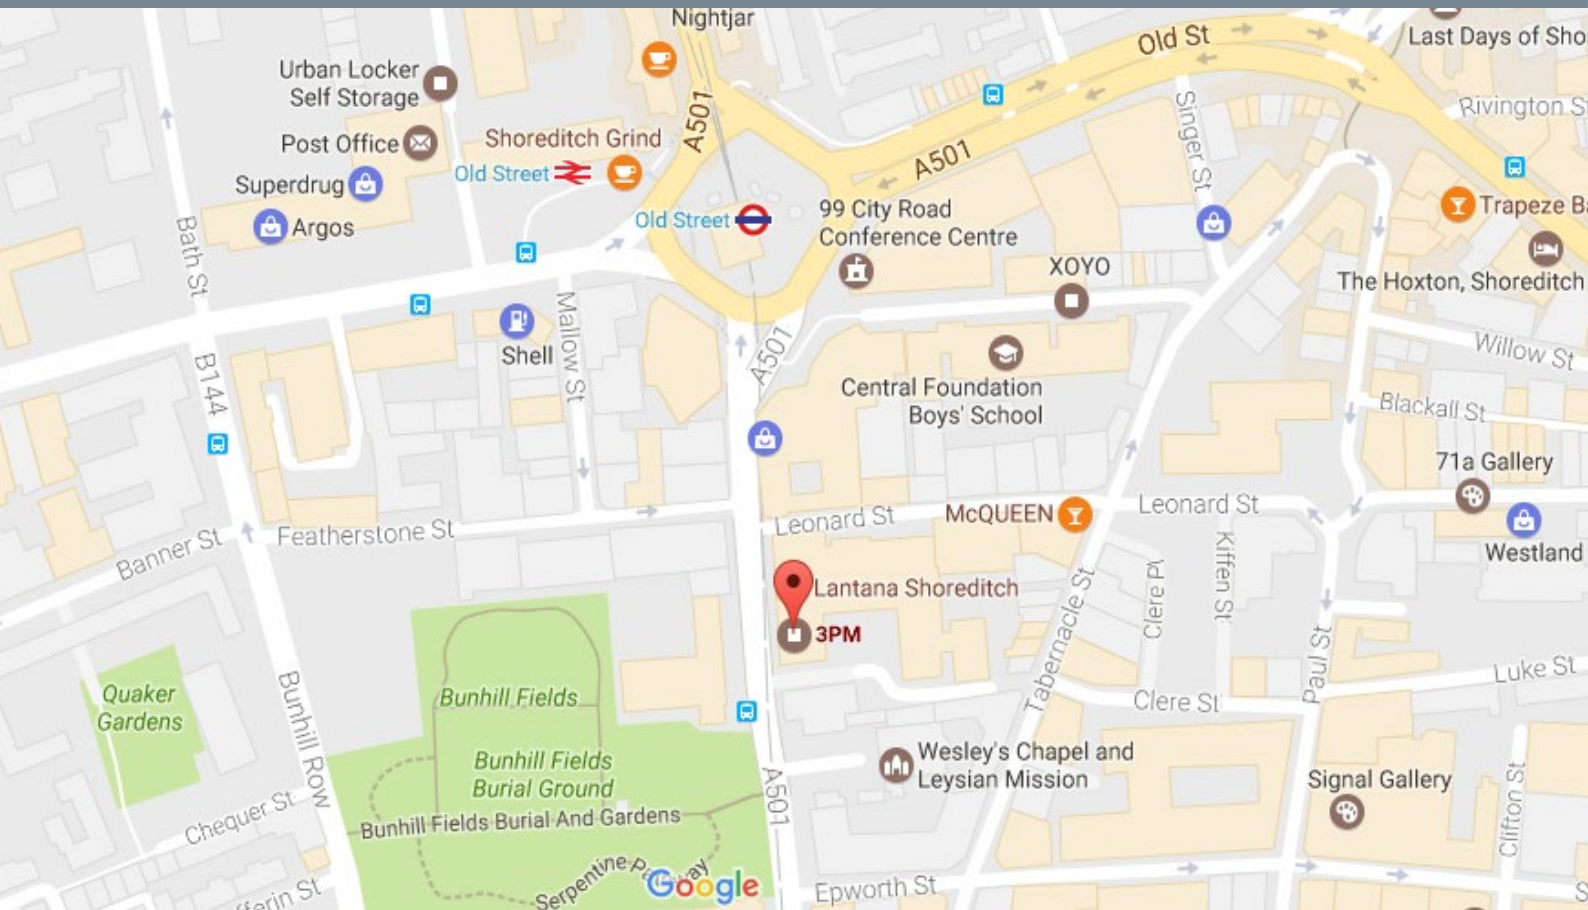 Nightjar
Old St
Last Days of Sho
Urban Locker
Self Storage
A501
Singer St
Rivington S
Post Office
Shoreditch Grind
A501
Old Street
Superdrug
Old Street
99 City Road
Conference Centre
Trapeze Ba
Argos
Bath St
XOYO
The Hoxton, Shoreditch
Mallow St
Shell
A501
Willow St
B144
Central Foundation
Boys' School
Blackall St
71a Gallery
Leonard St
McQUEEN
Leonard St
Featherstone St
Banner St
Westland
Kiffen St
Clere Pl
Lantana Shoreditch
3PM
Tabernacle St
Paul St
Luke St
Quaker
Gardens
Bunhill Fields
Clere St
Bunhill Row
Bunhill Fields
Burial Ground
A501
Wesley's Chapel and
Leysian Mission
Signal Gallery
Chequer St
Bunhill Fields Burial And Gardens
Clifton St
Serpentine
Google
Epworth St
fferin St